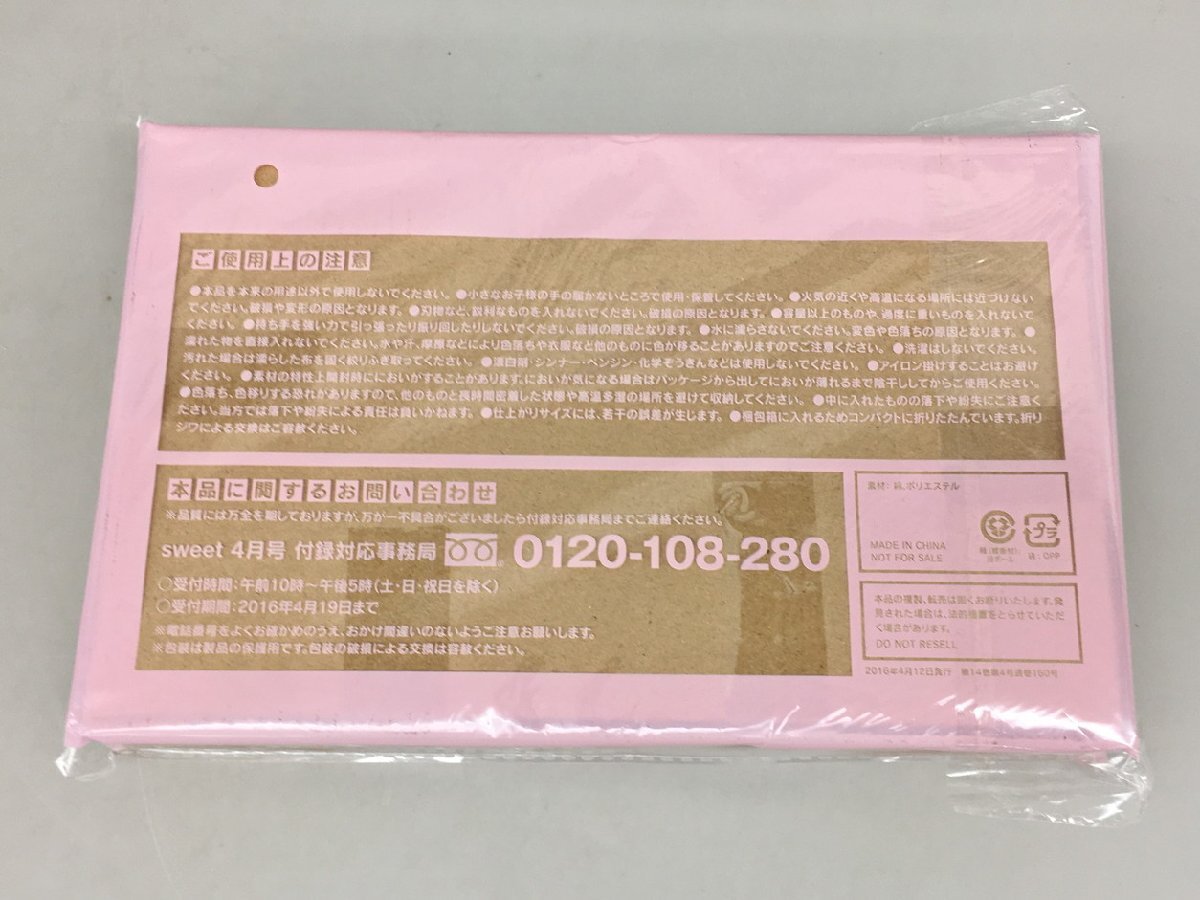 ご使用上の注意
●本品を本来の用途以外で使用しないでください。 ●小さなお子様の手の届かないところで使用・保管してください。 ●火気の近くや高温になる場所には近づけない
でください。破損や変形の原因となります。 ●刃物など、鋭利なものを入れないでください。破損の原因となります。 ●容量以上のものや、過度に重いものを入れないで
ください。 ●持ち手を強い力で引っ張ったり振り回したりしないでください。破損の原因となります。 ●水に濡らさないでください。変色や色落ちの原因となります。 ●
濡れた物を直接入れないでください。水や汗、摩擦などにより色落ちや衣服など他のものに色が移ることがありますのでご注意ください。 ●洗濯はしないでください。
汚れた場合は濡らした布を固く絞りふき取ってください。 ●漂白剤・シンナー・ベンジン・化学ぞうきんなどは使用しないでください。 ●アイロン掛けすることはお避け
ください。 ●素材の特性上開封時ににおいがすることがあります。においが気になる場合はパッケージから出してにおいが薄れるまで陰干ししてからご使用ください。
●色落ち、色移りする恐れがありますので、他のものと長時間密着した状態や高温多湿の場所を避けて収納してください。 ●中に入れたものの落下や紛失にご注意く
ださい。当方では落下や紛失による責任は負いかねます。 ●仕上がりサイズには、若干の誤差が生じます。 ●梱包箱に入れるためコンパクトに折りたたんでいます。折り
ジワによる交換はご容赦ください。
本品に関するお問い合わせ
※品質には万全を期しておりますが、万が一不具合がございましたら付録対応事務局までご連絡ください。
sweet 4月号 付録対応事務局 0120-108-280
○受付時間：午前10時～午後5時（土・日・祝日を除く）
○受付期間：2016年4月19日まで
※電話番号をよくお確かめのうえ、おかけ間違いのないようご注意お願いします。
※包装は製品の保護用です。包装の破損による交換は容赦ください。
素材：綿、ポリエステル
MADE IN CHINA
NOT FOR SALE
プラ
袋：OPP
本品の複製、転売は固くお断りいたします。発
見された場合は、法的措置をとらせていただ
く場合があります。
DO NOT RESELL
2016年4月12日発行 第14巻第4号通巻160号